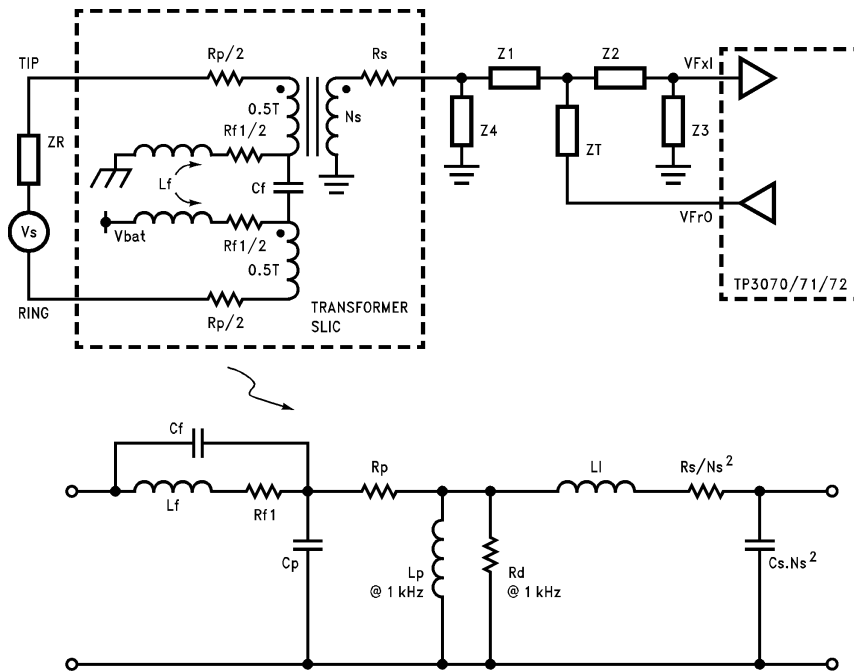 TIP
Rp/2
Rs
Z1
Z2
VFxI
0.5T
Ns
Rf1/2
ZR
Lf
Cf
Z4
ZT
Z3
Vs
Vbat
Rf1/2
0.5T
VFrO
RING
Rp/2
TRANSFORMER
SLIC
TP3070/71/72
Cf
Lf
Rf1
Rp
Ll
Rs/Ns²
Cp
Lp
@ 1 kHz
Rd
@ 1 kHz
Cs.Ns²